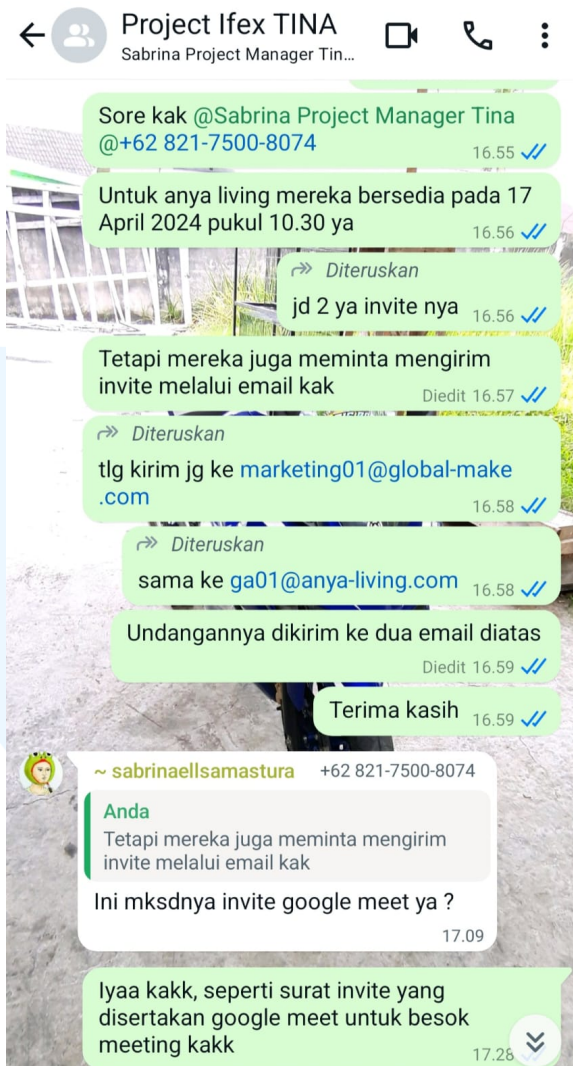 Project Ifex TINA
Sabrina Project Manager Tin...
Sore kak @Sabrina Project Manager Tina
@+62 821-7500-8074
16.55
Untuk anya living mereka bersedia pada 17
April 2024 pukul 10.30 ya
16.56
Diteruskan
jd 2 ya invite nya
16.56
Tetapi mereka juga meminta mengirim
invite melalui email kak
Diedit 16.57
Diteruskan
tlg kirim jg ke marketing01@global-make
.com
16.58
Diteruskan
sama ke ga01@anya-living.com
16.58
Undangannya dikirim ke dua email diatas
Diedit 16.59
Terima kasih
16.59
~ sabrinaellsamastura +62 821-7500-8074
Anda
Tetapi mereka juga meminta mengirim
invite melalui email kak
Ini mksdnya invite google meet ya ?
17.09
Iyaa kakk, seperti surat invite yang
disertakan google meet untuk besok
meeting kakk
17.28